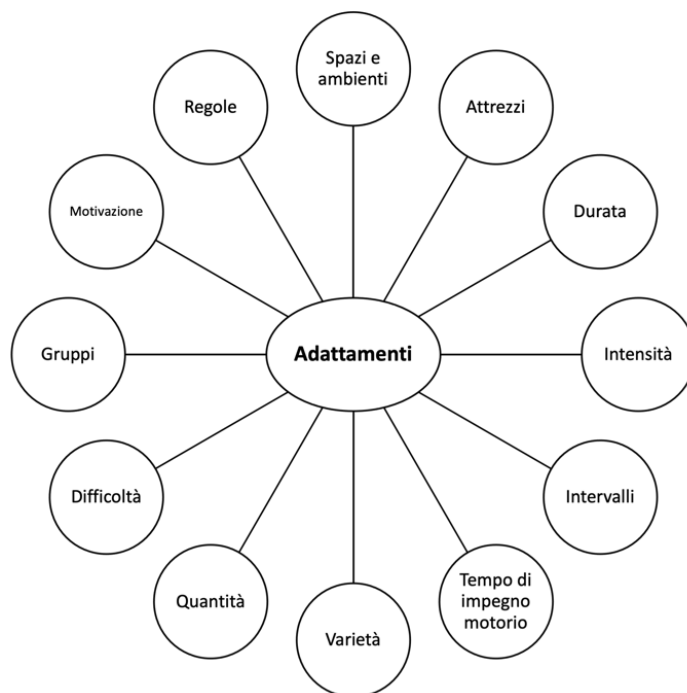 Spazi e
ambienti
Attrezzi
Durata
Intensità
Intervalli
Tempo di
impegno
motorio
Varietà
Quantità
Difficoltà
Gruppi
Motivazione
Regole
Adattamenti